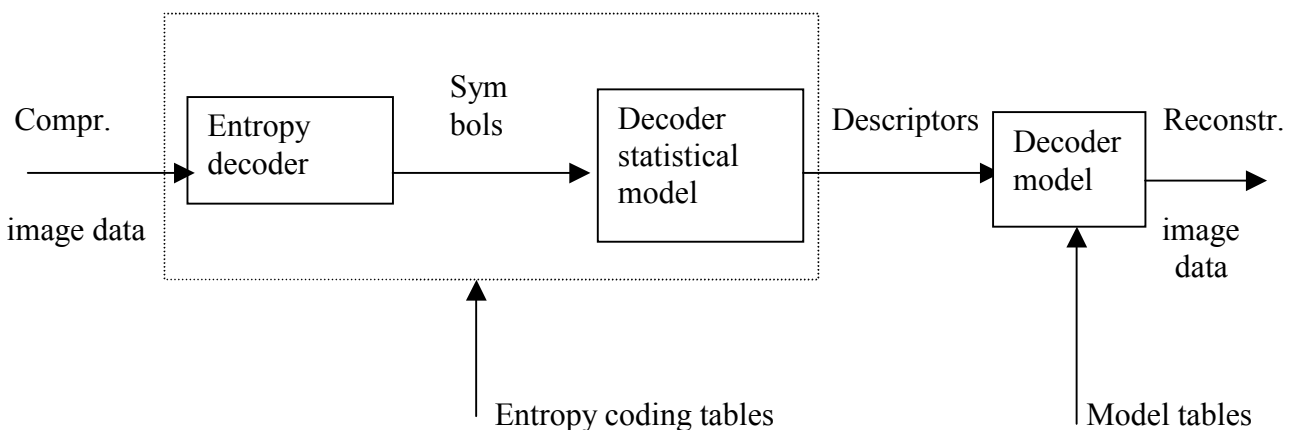 Compr.
image data
Entropy
decoder
Sym
bols
Decoder
statistical
model
Descriptors
Decoder
model
Reconstr.
image
data
Entropy coding tables
Model tables